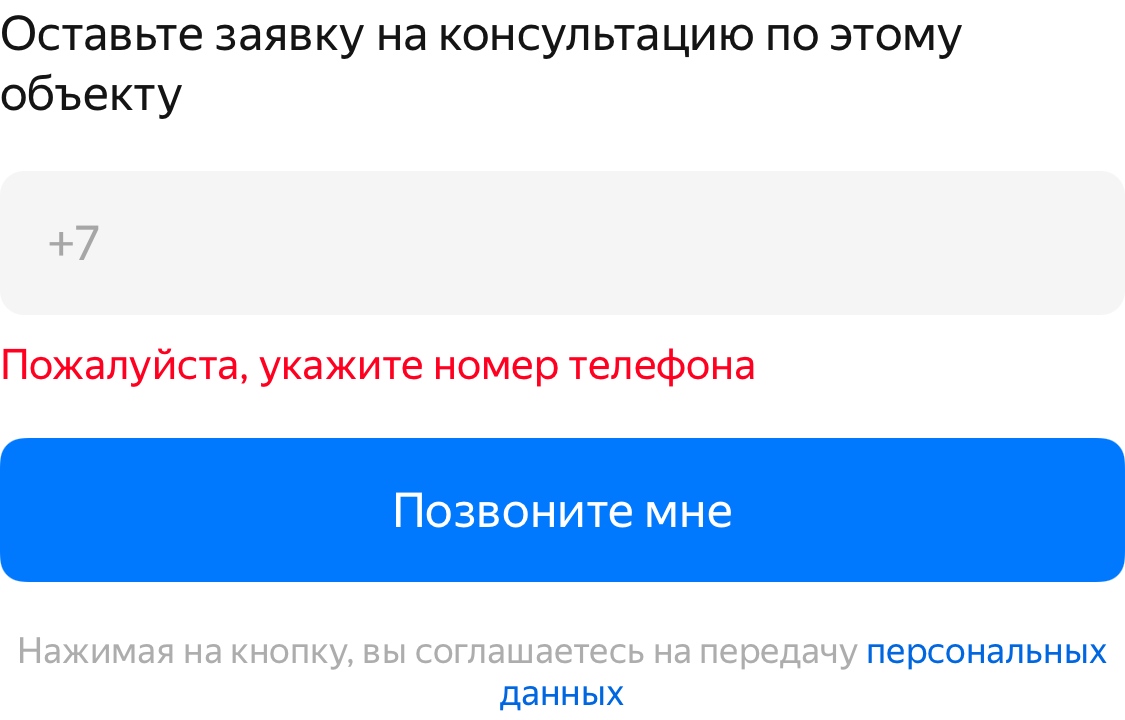 Оставьте заявку на консультацию по этому
объекту
+7
Пожалуйста, укажите номер телефона
Позвоните мне
Нажимая на кнопку, вы соглашаетесь на передачу персональных
данных